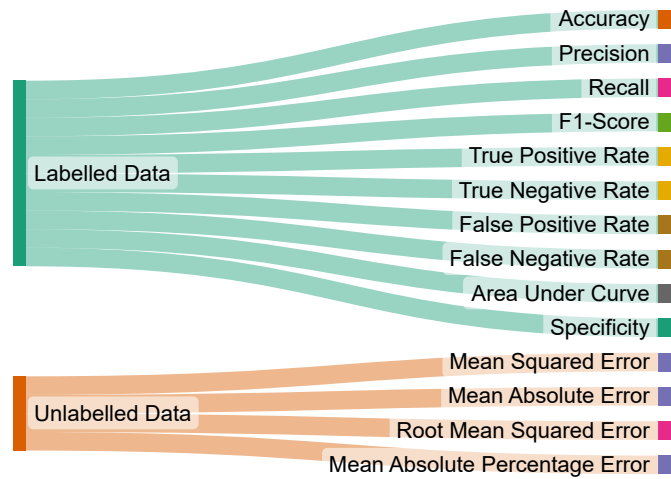 Accuracy
Precision
Recall
F1-Score
True Positive Rate
Labelled Data
True Negative Rate
False Positive Rate
False Negative Rate
Area Under Curve
Specificity
Mean Squared Error
Mean Absolute Error
Unlabelled Data
Root Mean Squared Error
Mean Absolute Percentage Error